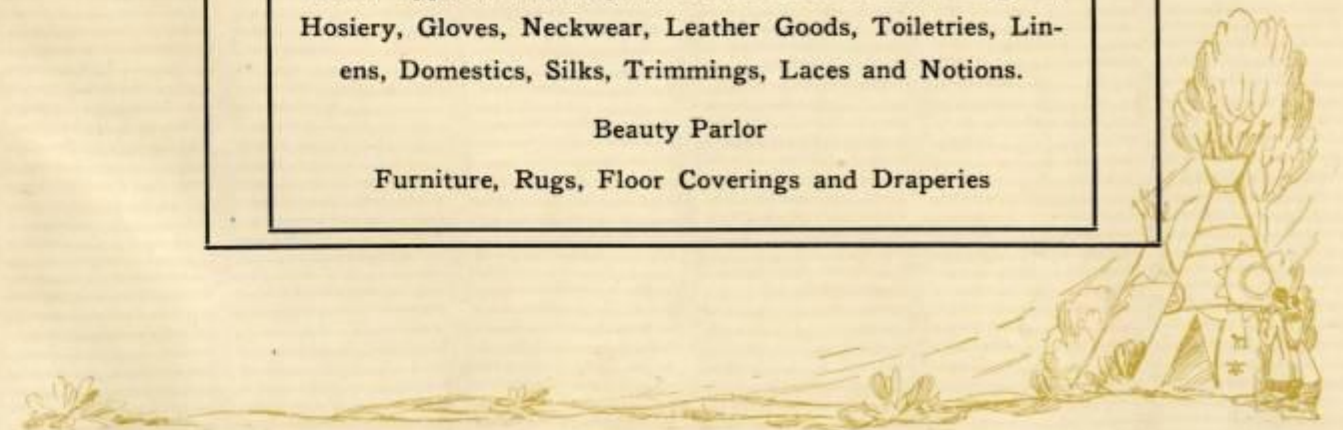 Hosiery, Gloves, Neckwear, Leather Goods, Toiletries, Lin-
ens, Domestics, Silks, Trimmings, Laces and Notions.
Beauty Parlor
Furniture, Rugs, Floor Coverings and Draperies